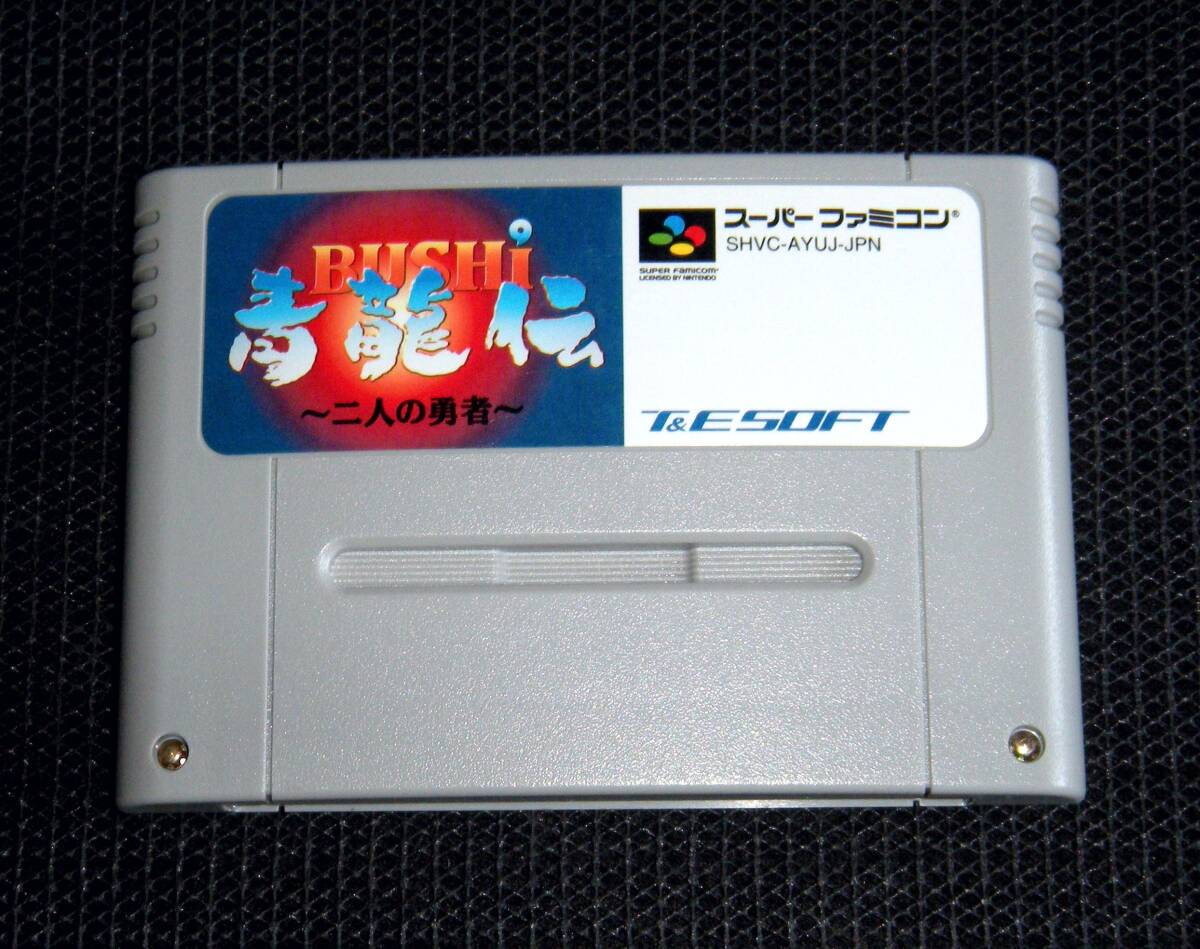 BUSHi
青龍伝
～二人の勇者～
スーパーファミコン®
SHVC-AYUJ-JPN
SUPER FAMICOM™
LICENSED BY NINTENDO
T&E SOFT